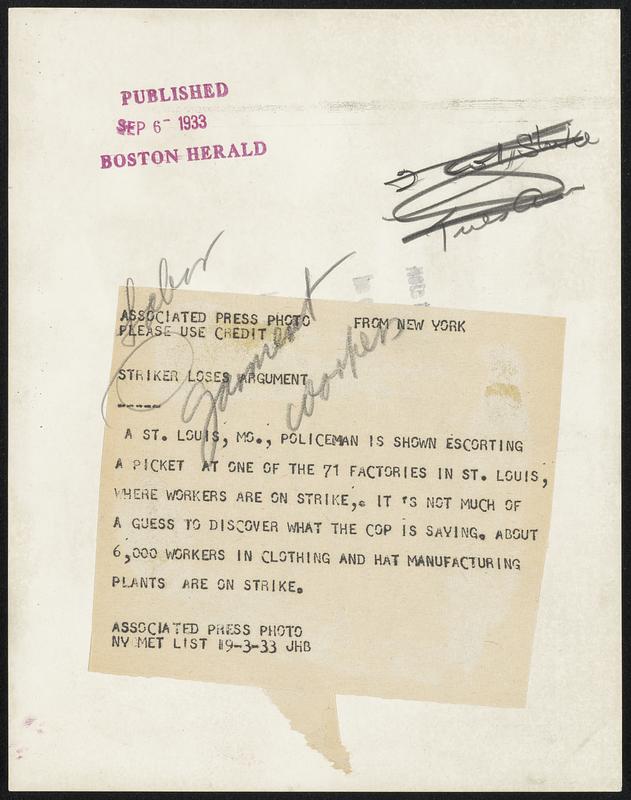 PUBLISHED
SEP 6- 1933
BOSTON HERALD
Strike
Tues
Labor
garment
workers
ASSOCIATED PRESS PHOTO FROM NEW YORK
PLEASE USE CREDIT
STRIKER LOSES ARGUMENT
-----
A ST. LOUIS, MO., POLICEMAN IS SHOWN ESCORTING
A PICKET AT ONE OF THE 71 FACTORIES IN ST. LOUIS,
WHERE WORKERS ARE ON STRIKE,. IT IS NOT MUCH OF
A GUESS TO DISCOVER WHAT THE COP IS SAYING. ABOUT
6,000 WORKERS IN CLOTHING AND HAT MANUFACTURING
PLANTS ARE ON STRIKE.
ASSOCIATED PRESS PHOTO
NY MET LIST 9-3-33 JHB